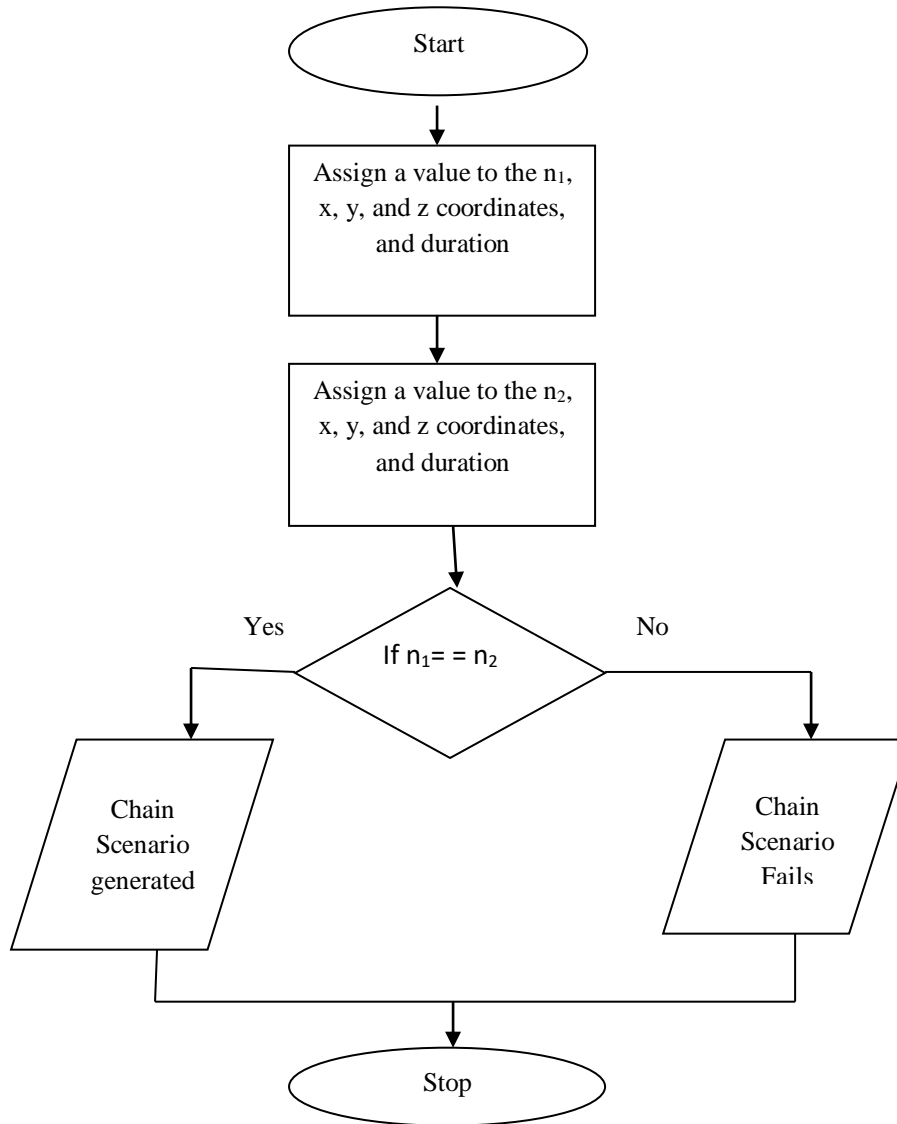 Start
Assign a value to the n₁,
x, y, and z coordinates,
and duration
Assign a value to the n₂,
x, y, and z coordinates,
and duration
Yes
No
If n₁= = n₂
Chain
Scenario
generated
Chain
Scenario
Fails
Stop